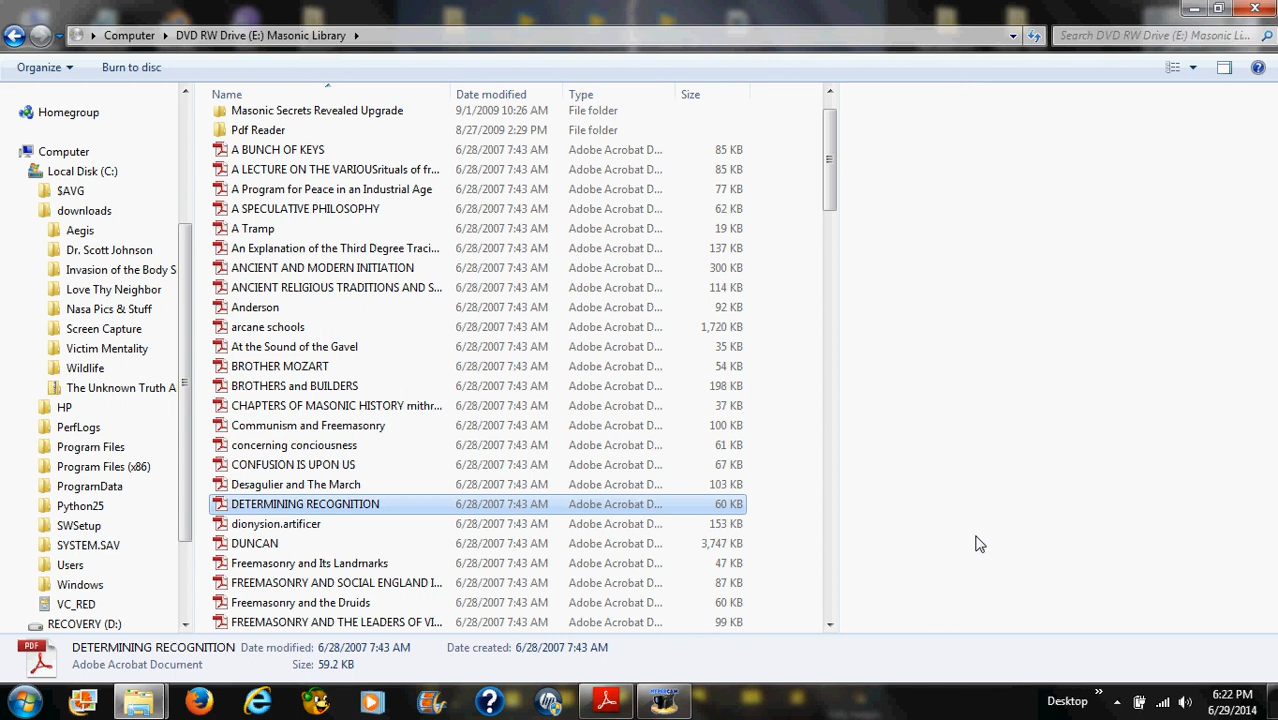 Computer DVD RW Drive (E:) Masonic Library
Search DVD RW Drive (E:) Masonic Li...
Organize Burn to disc
Homegroup
Computer
Local Disk (C:)
$AVG
downloads
Aegis
Dr. Scott Johnson
Invasion of the Body S
Love Thy Neighbor
Nasa Pics & Stuff
Screen Capture
Victim Mentality
Wildlife
The Unknown Truth A
HP
PerfLogs
Program Files
Program Files (x86)
ProgramData
Python25
SWSetup
SYSTEM.SAV
Users
Windows
VC_RED
RECOVERY (D:)
Name Date modified Type Size
Masonic Secrets Revealed Upgrade 9/1/2009 10:26 AM File folder
Pdf Reader 8/27/2009 2:29 PM File folder
A BUNCH OF KEYS 6/28/2007 7:43 AM Adobe Acrobat D... 85 KB
A LECTURE ON THE VARIOUSrituals of fr... 6/28/2007 7:43 AM Adobe Acrobat D... 85 KB
A Program for Peace in an Industrial Age 6/28/2007 7:43 AM Adobe Acrobat D... 77 KB
A SPECULATIVE PHILOSOPHY 6/28/2007 7:43 AM Adobe Acrobat D... 62 KB
A Tramp 6/28/2007 7:43 AM Adobe Acrobat D... 19 KB
An Explanation of the Third Degree Traci... 6/28/2007 7:43 AM Adobe Acrobat D... 137 KB
ANCIENT AND MODERN INITIATION 6/28/2007 7:43 AM Adobe Acrobat D... 300 KB
ANCIENT RELIGIOUS TRADITIONS AND S... 6/28/2007 7:43 AM Adobe Acrobat D... 114 KB
Anderson 6/28/2007 7:43 AM Adobe Acrobat D... 92 KB
arcane schools 6/28/2007 7:43 AM Adobe Acrobat D... 1,720 KB
At the Sound of the Gavel 6/28/2007 7:43 AM Adobe Acrobat D... 35 KB
BROTHER MOZART 6/28/2007 7:43 AM Adobe Acrobat D... 54 KB
BROTHERS and BUILDERS 6/28/2007 7:43 AM Adobe Acrobat D... 198 KB
CHAPTERS OF MASONIC HISTORY mithr... 6/28/2007 7:43 AM Adobe Acrobat D... 37 KB
Communism and Freemasonry 6/28/2007 7:43 AM Adobe Acrobat D... 100 KB
concerning conciousness 6/28/2007 7:43 AM Adobe Acrobat D... 61 KB
CONFUSION IS UPON US 6/28/2007 7:43 AM Adobe Acrobat D... 67 KB
Desagulier and The March 6/28/2007 7:43 AM Adobe Acrobat D... 103 KB
DETERMINING RECOGNITION 6/28/2007 7:43 AM Adobe Acrobat D... 60 KB
dionysion.artificer 6/28/2007 7:43 AM Adobe Acrobat D... 153 KB
DUNCAN 6/28/2007 7:43 AM Adobe Acrobat D... 3,747 KB
Freemasonry and Its Landmarks 6/28/2007 7:43 AM Adobe Acrobat D... 47 KB
FREEMASONRY AND SOCIAL ENGLAND I... 6/28/2007 7:43 AM Adobe Acrobat D... 87 KB
Freemasonry and the Druids 6/28/2007 7:43 AM Adobe Acrobat D... 60 KB
FREEMASONRY AND THE LEADERS OF VI... 6/28/2007 7:43 AM Adobe Acrobat D... 99 KB
PDF
DETERMINING RECOGNITION Date modified: 6/28/2007 7:43 AM Date created: 6/28/2007 7:43 AM
Adobe Acrobat Document Size: 59.2 KB
Desktop
6:22 PM
6/29/2014